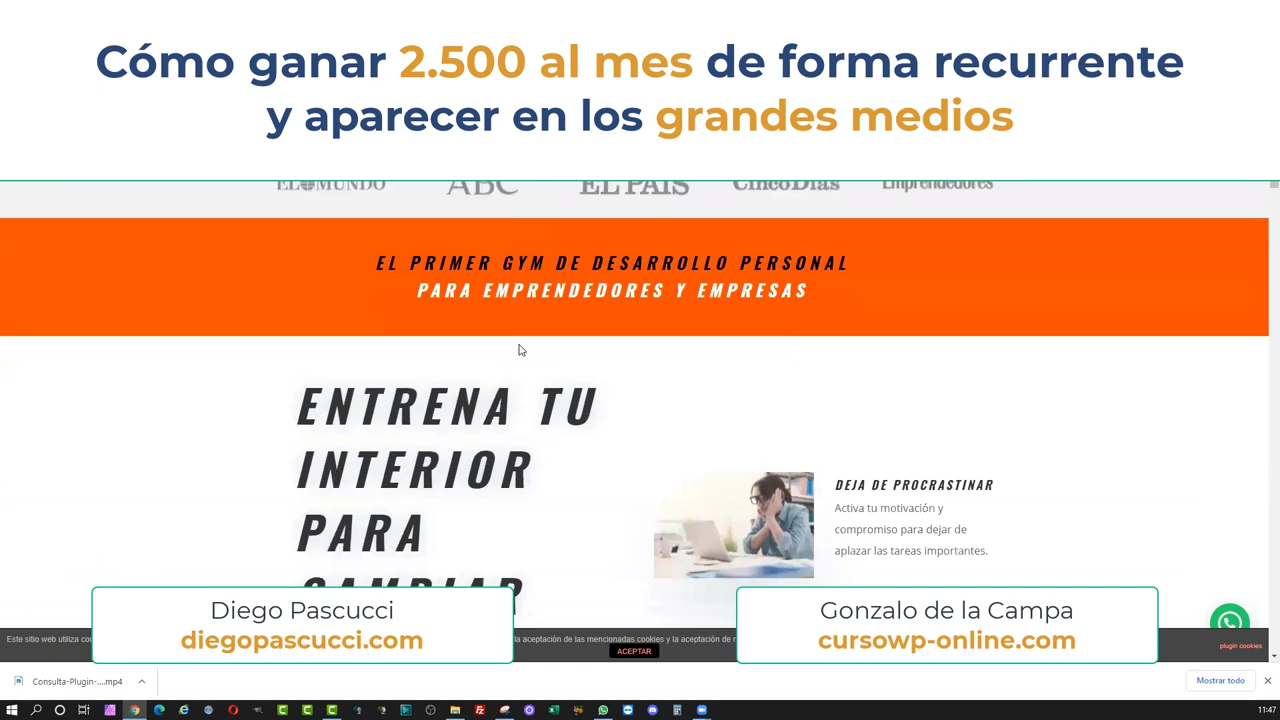 Cómo ganar 2.500 al mes de forma recurrente
y aparecer en los grandes medios
EL MUNDO ABC EL PAIS CincoDías Emprendedores
EL PRIMER GYM DE DESARROLLO PERSONAL
PARA EMPRENDEDORES Y EMPRESAS
ENTRENA TU
INTERIOR
PARA
CAMBIAR
DEJA DE PROCRASTINAR
Activa tu motivación y
compromiso para dejar de
aplazar las tareas importantes.
Diego Pascucci
diegopascucci.com
Gonzalo de la Campa
cursowp-online.com
Este sitio web utiliza
la aceptación de las mencionadas cookies y la aceptación de
ACEPTAR
plugin cookies
Consulta-Plugin-....mp4
Mostrar todo
11:47